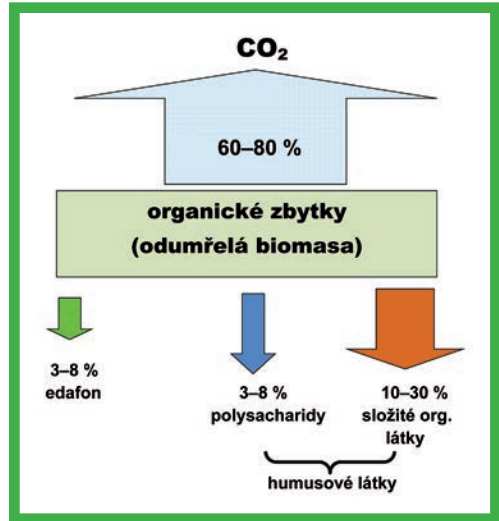 CO₂
60–80 %
organické zbytky
(odumřelá biomasa)
3–8 %
edafon
3–8 %
polysacharidy
10–30 %
složité org.
látky
humusové látky